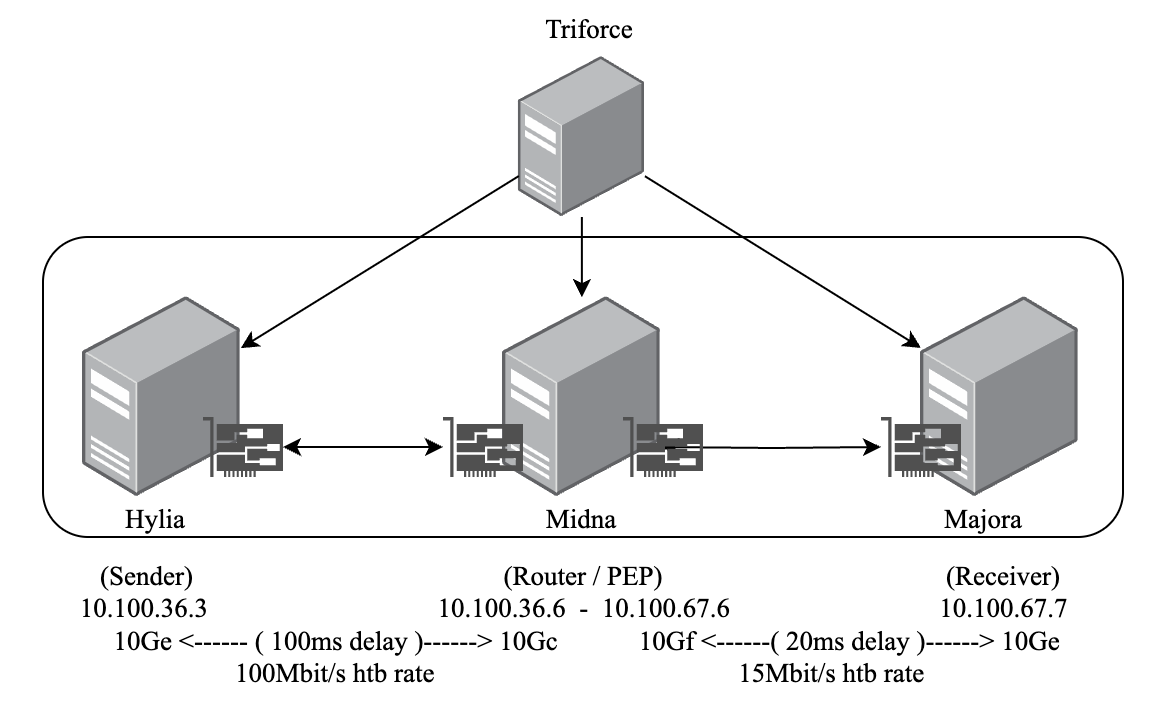 Triforce
Hylia
Midna
Majora
(Sender)
(Router / PEP)
(Receiver)
10.100.36.3
10.100.36.6 - 10.100.67.6
10.100.67.7
10Ge <------ ( 100ms delay )------> 10Gc
10Gf <------( 20ms delay )------> 10Ge
100Mbit/s htb rate
15Mbit/s htb rate